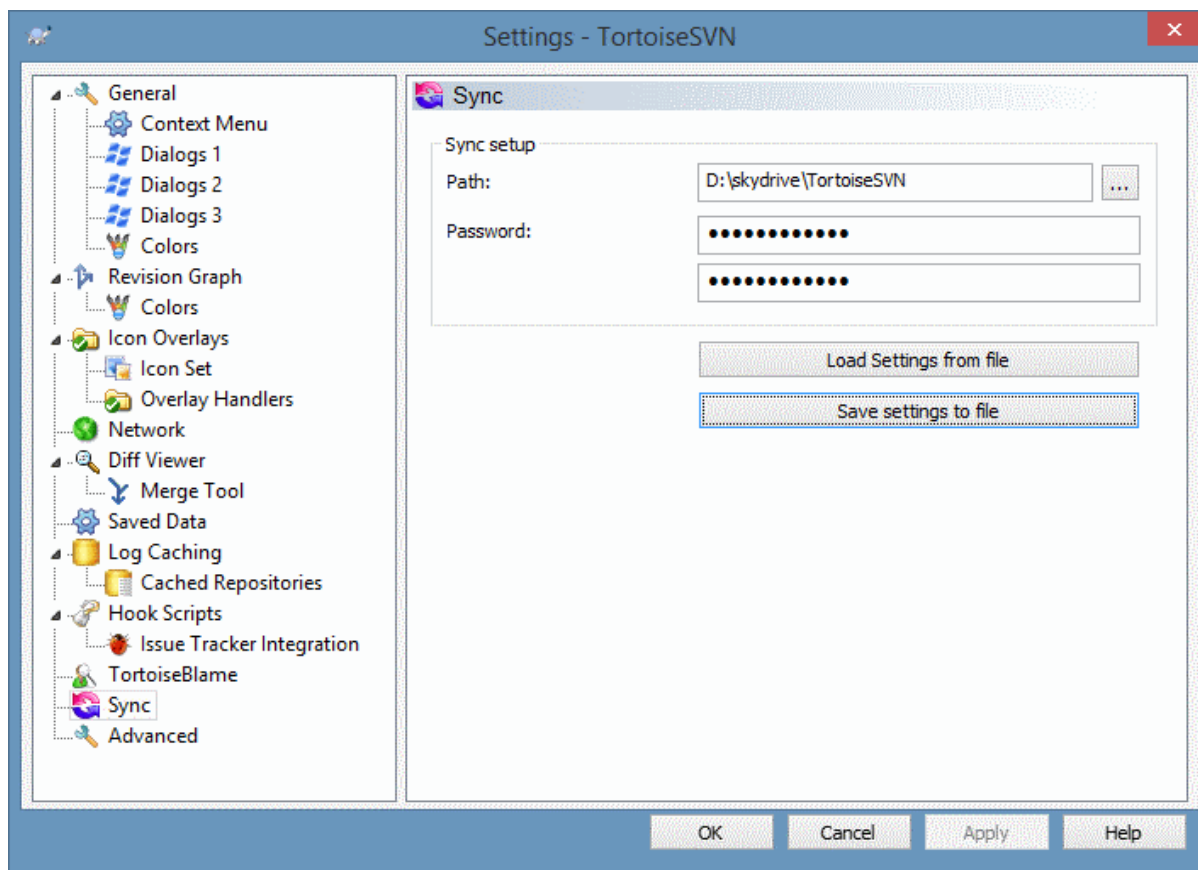 Settings - TortoiseSVN
General
Context Menu
Dialogs 1
Dialogs 2
Dialogs 3
Colors
Revision Graph
Colors
Icon Overlays
Icon Set
Overlay Handlers
Network
Diff Viewer
Merge Tool
Saved Data
Log Caching
Cached Repositories
Hook Scripts
Issue Tracker Integration
TortoiseBlame
Sync
Advanced
Sync
Sync setup
Path: D:\skydrive\TortoiseSVN ...
Password: ●●●●●●●●●●●●
●●●●●●●●●●●●
Load Settings from file
Save settings to file
OK Cancel Apply Help